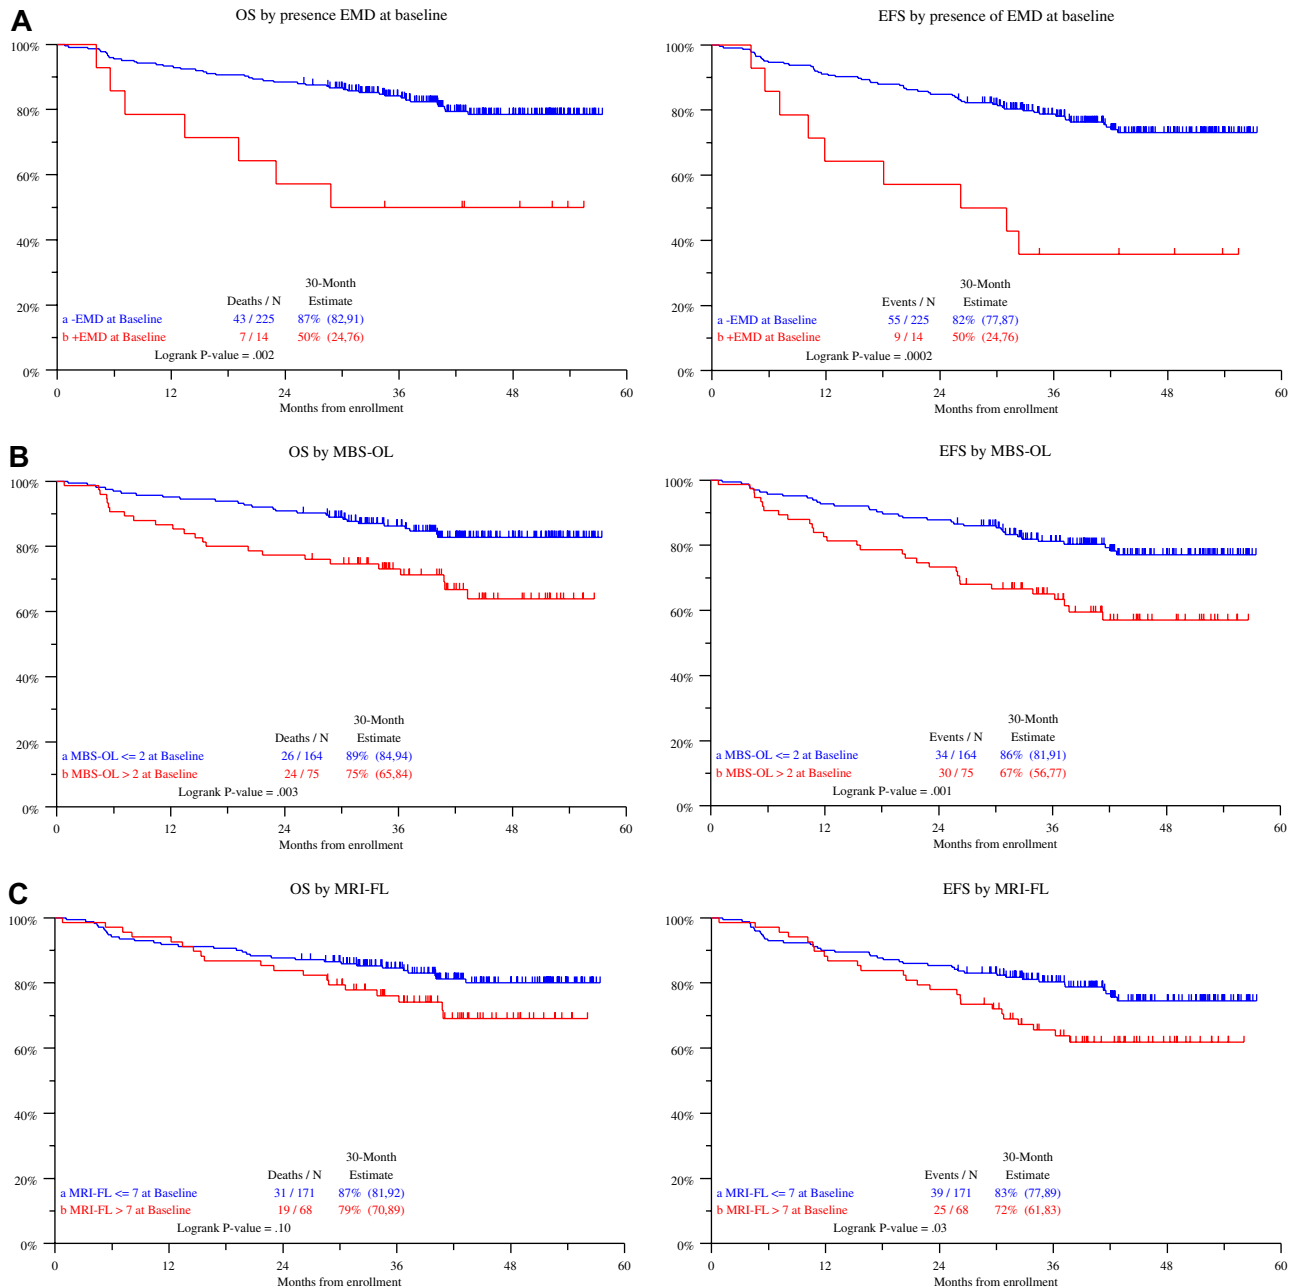 A
OS by presence EMD at baseline
100%
80%
60%
40%
20%
0%
30-Month
Deaths / N Estimate
a -EMD at Baseline 43 / 225 87% (82,91)
b +EMD at Baseline 7 / 14 50% (24,76)
Logrank P-value = .002
0 12 24 36 48 60
Months from enrollment
EFS by presence of EMD at baseline
100%
80%
60%
40%
20%
0%
30-Month
Events / N Estimate
a -EMD at Baseline 55 / 225 82% (77,87)
b +EMD at Baseline 9 / 14 50% (24,76)
Logrank P-value = .0002
0 12 24 36 48 60
Months from enrollment
B
OS by MBS-OL
100%
80%
60%
40%
20%
0%
30-Month
Deaths / N Estimate
a MBS-OL <= 2 at Baseline 26 / 164 89% (84,94)
b MBS-OL > 2 at Baseline 24 / 75 75% (65,84)
Logrank P-value = .003
0 12 24 36 48 60
Months from enrollment
EFS by MBS-OL
100%
80%
60%
40%
20%
0%
30-Month
Events / N Estimate
a MBS-OL <= 2 at Baseline 34 / 164 86% (81,91)
b MBS-OL > 2 at Baseline 30 / 75 67% (56,77)
Logrank P-value = .001
0 12 24 36 48 60
Months from enrollment
C
OS by MRI-FL
100%
80%
60%
40%
20%
0%
30-Month
Deaths / N Estimate
a MRI-FL <= 7 at Baseline 31 / 171 87% (81,92)
b MRI-FL > 7 at Baseline 19 / 68 79% (70,89)
Logrank P-value = .10
0 12 24 36 48 60
Months from enrollment
EFS by MRI-FL
100%
80%
60%
40%
20%
0%
30-Month
Events / N Estimate
a MRI-FL <= 7 at Baseline 39 / 171 83% (77,89)
b MRI-FL > 7 at Baseline 25 / 68 72% (61,83)
Logrank P-value = .03
0 12 24 36 48 60
Months from enrollment